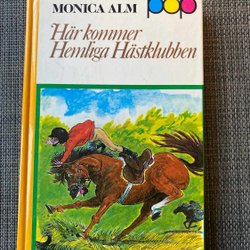 MONICA ALM
pop
Här kommer
Hemliga Hästklubben